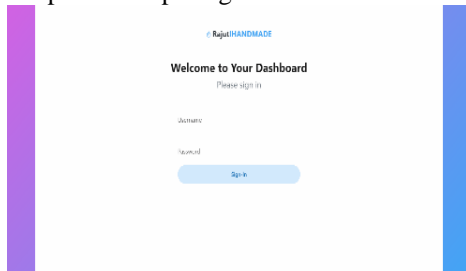 RajutHANDMADE
Welcome to Your Dashboard
Please sign in
Username
Password
Sign In